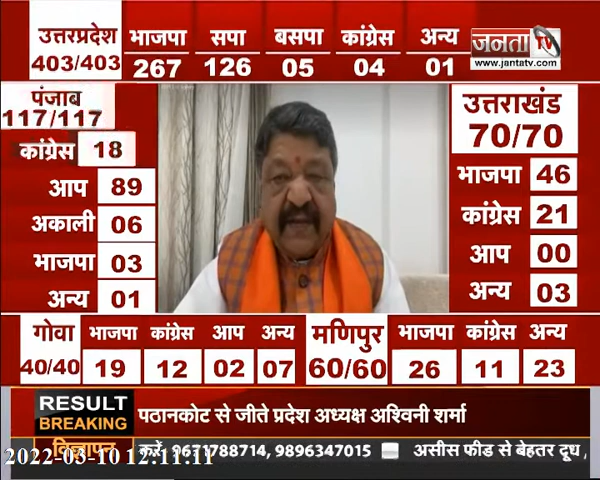 उत्तरप्रदेश भाजपा सपा बसपा कांग्रेस अन्य
403/403 267 126 05 04 01
जनता TV
www.jantatv.com
पंजाब
117/117
कांग्रेस 18
आप 89
अकाली 06
भाजपा 03
अन्य 01
उत्तराखंड
70/70
भाजपा 46
कांग्रेस 21
आप 00
अन्य 03
गोवा भाजपा कांग्रेस आप अन्य
40/40 19 12 02 07
मणिपुर भाजपा कांग्रेस अन्य
60/60 26 11 23
RESULT
BREAKING
पठानकोट से जीते प्रदेश अध्यक्ष अश्विनी शर्मा
विज्ञापन करें 9671788714, 9896347015 असीस फीड से बेहतर दूध,
2022-03-10 12:11:11